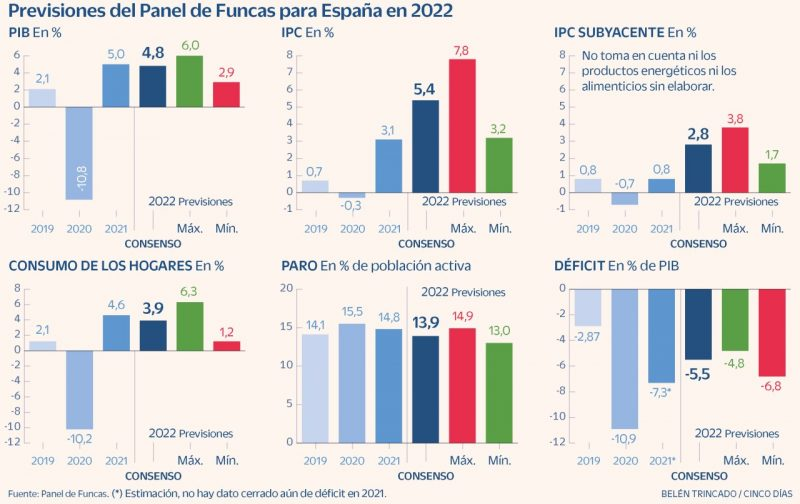 Previsiones del Panel de Funcas para España en 2022
PIB En %
6
4
2
0
-2
-4
-6
-8
-10
-12
2,1
-10,8
5,0
4,8
6,0
2,9
2022 Previsiones
2019
2020
2021
Máx.
Mín.
CONSENSO
IPC En %
8
7
6
5
4
3
2
1
0
-1
0,7
-0,3
3,1
5,4
7,8
3,2
2022 Previsiones
2019
2020
2021
Máx.
Mín.
CONSENSO
IPC SUBYACENTE En %
No toma en cuenta ni los
productos energéticos ni los
alimenticios sin elaborar.
8
7
6
5
4
3
2
1
0
-1
0,8
-0,7
0,8
2,8
3,8
1,7
2022 Previsiones
2019
2020
2021
Máx.
Mín.
CONSENSO
CONSUMO DE LOS HOGARES En %
8
6
4
2
0
-2
-4
-6
-8
-10
-12
2,1
-10,2
4,6
3,9
6,3
1,2
2022 Previsiones
2019
2020
2021
Máx.
Mín.
CONSENSO
PARO En % de población activa
2022 Previsiones
20
15
10
5
0
14,1
15,5
14,8
13,9
14,9
13,0
2019
2020
2021
Máx.
Mín.
CONSENSO
DÉFICIT En % de PIB
0
-2
-4
-6
-8
-10
-12
-2,87
-10,9
-7,3*
-5,5
-4,8
-6,8
2022 Previsiones
2019
2020
2021*
Máx.
Mín.
CONSENSO
Fuente: Panel de Funcas. (*) Estimación, no hay dato cerrado aún de déficit en 2021.
BELÉN TRINCADO / CINCO DÍAS